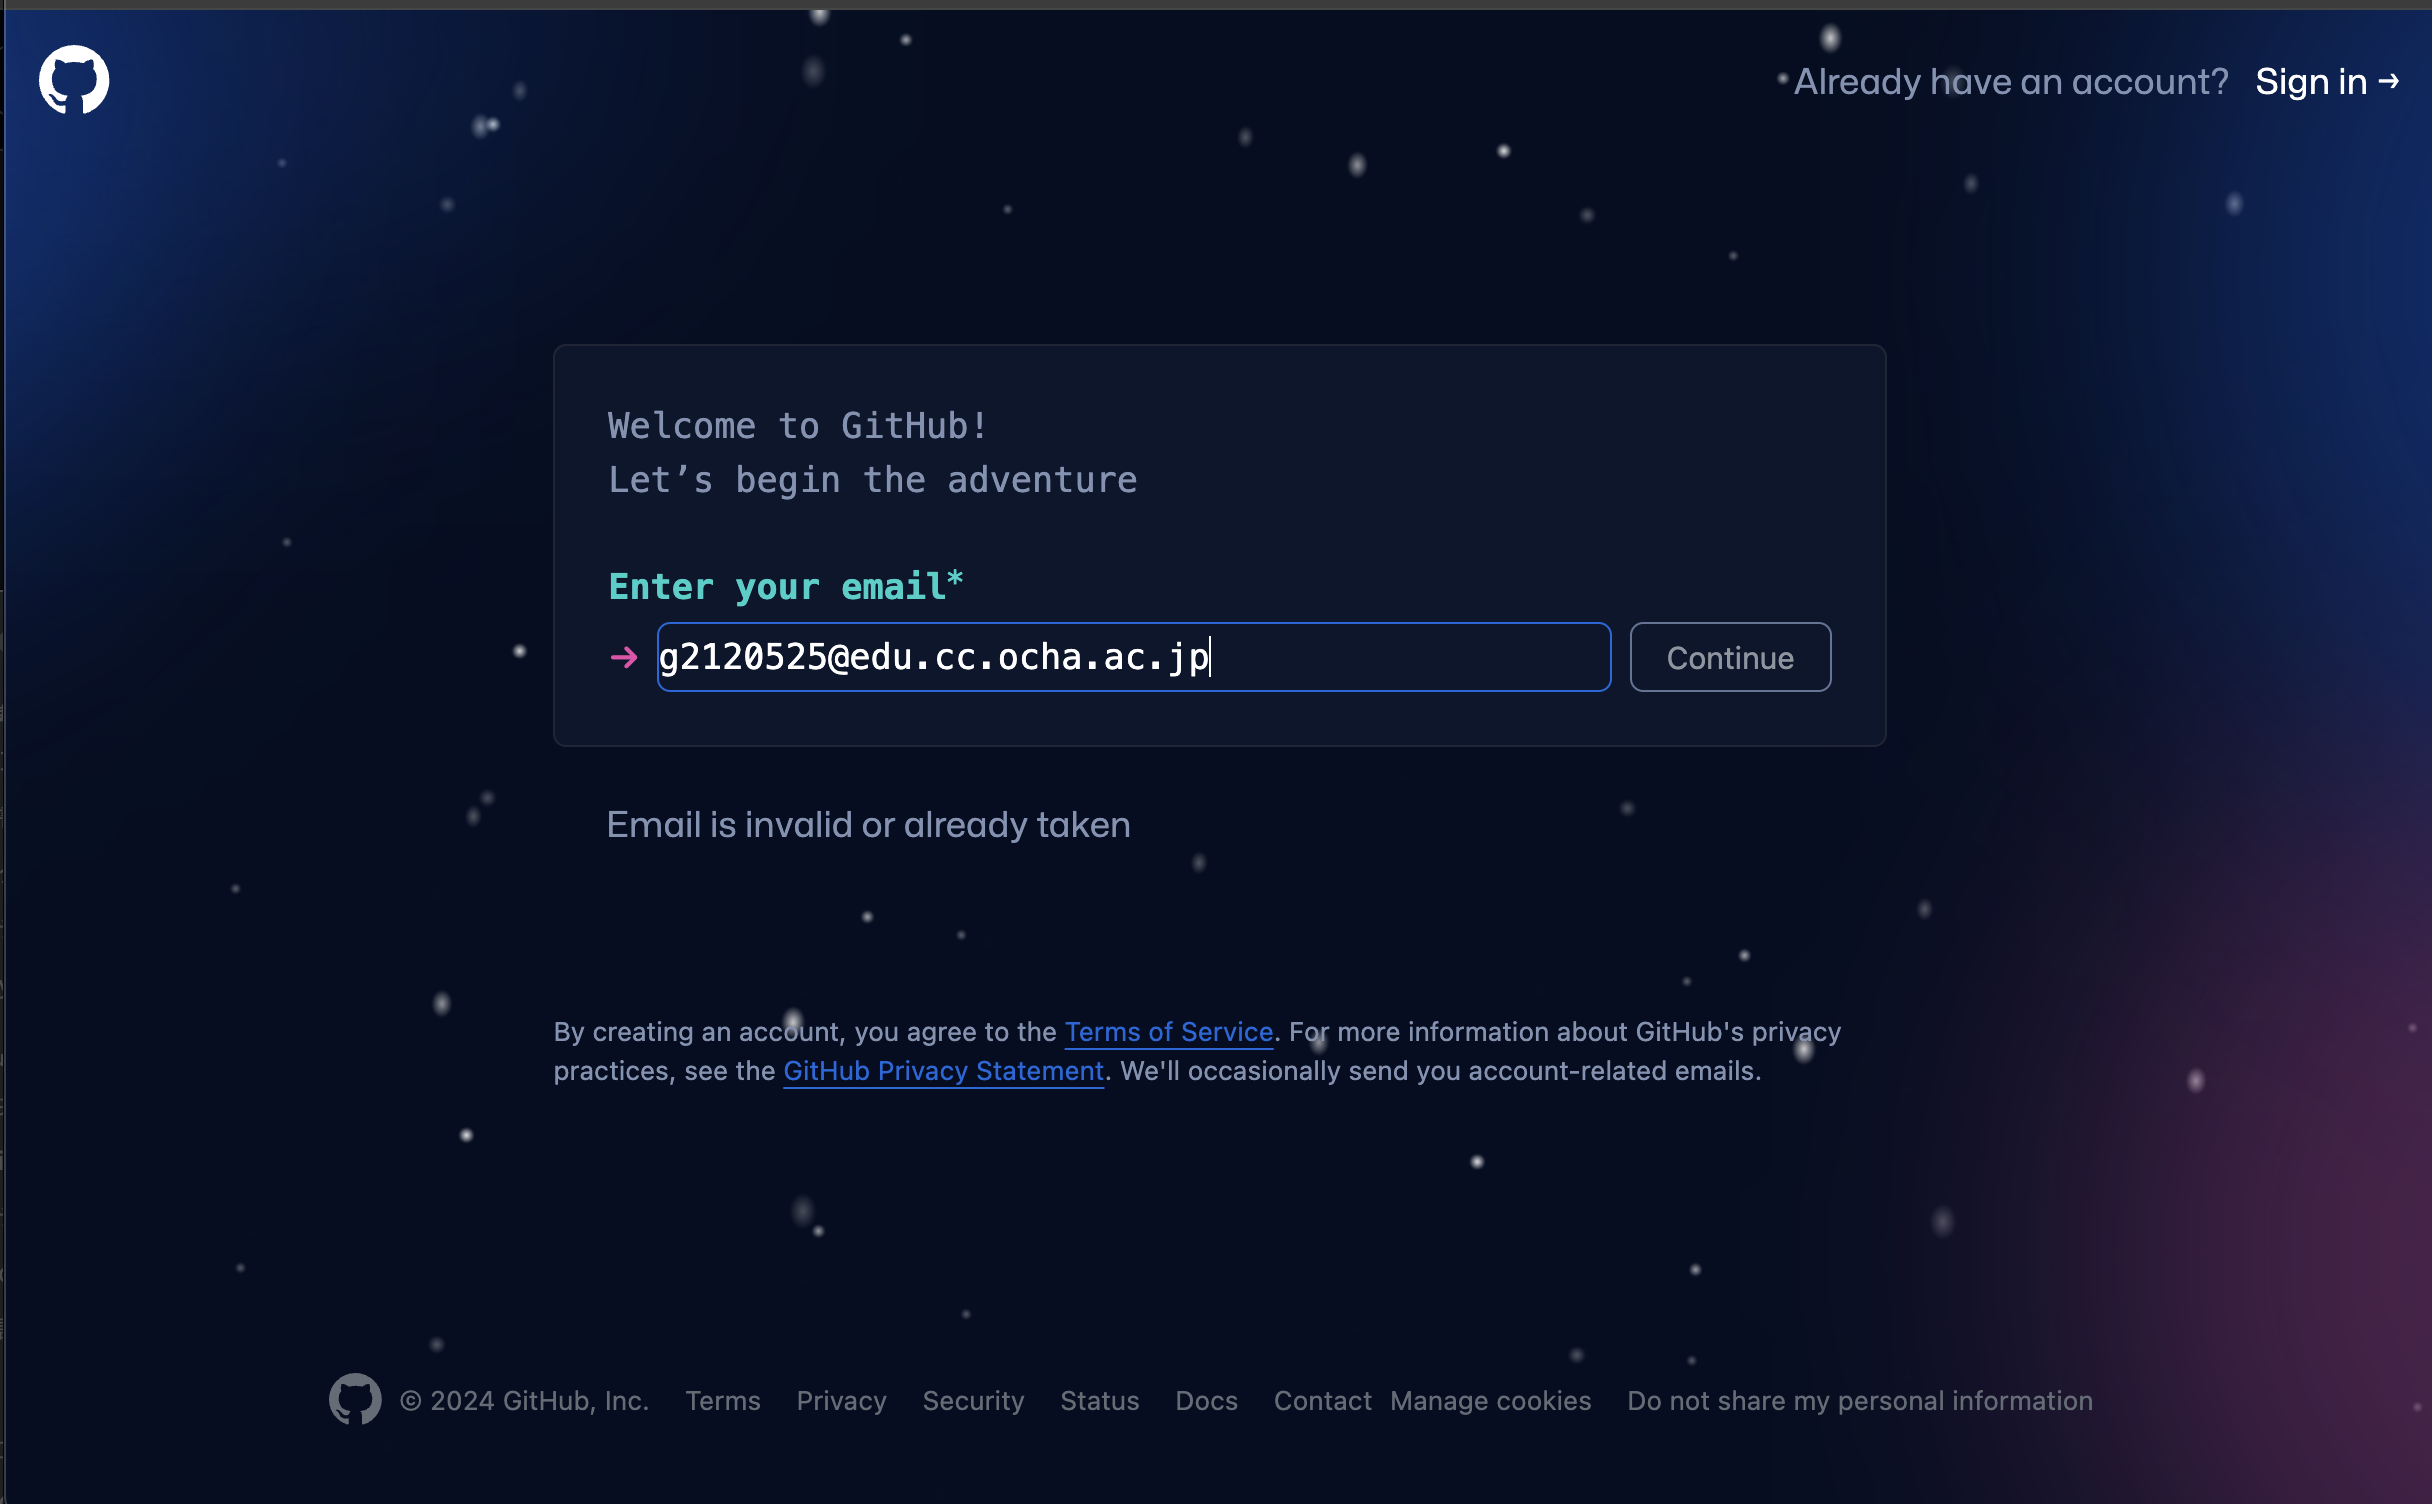 Already have an account? Sign in →
Welcome to GitHub!
Let’s begin the adventure
Enter your email*
→ g2120525@edu.cc.ocha.ac.jp Continue
Email is invalid or already taken
By creating an account, you agree to the Terms of Service. For more information about GitHub's privacy
practices, see the GitHub Privacy Statement. We'll occasionally send you account-related emails.
© 2024 GitHub, Inc. Terms Privacy Security Status Docs Contact Manage cookies Do not share my personal information